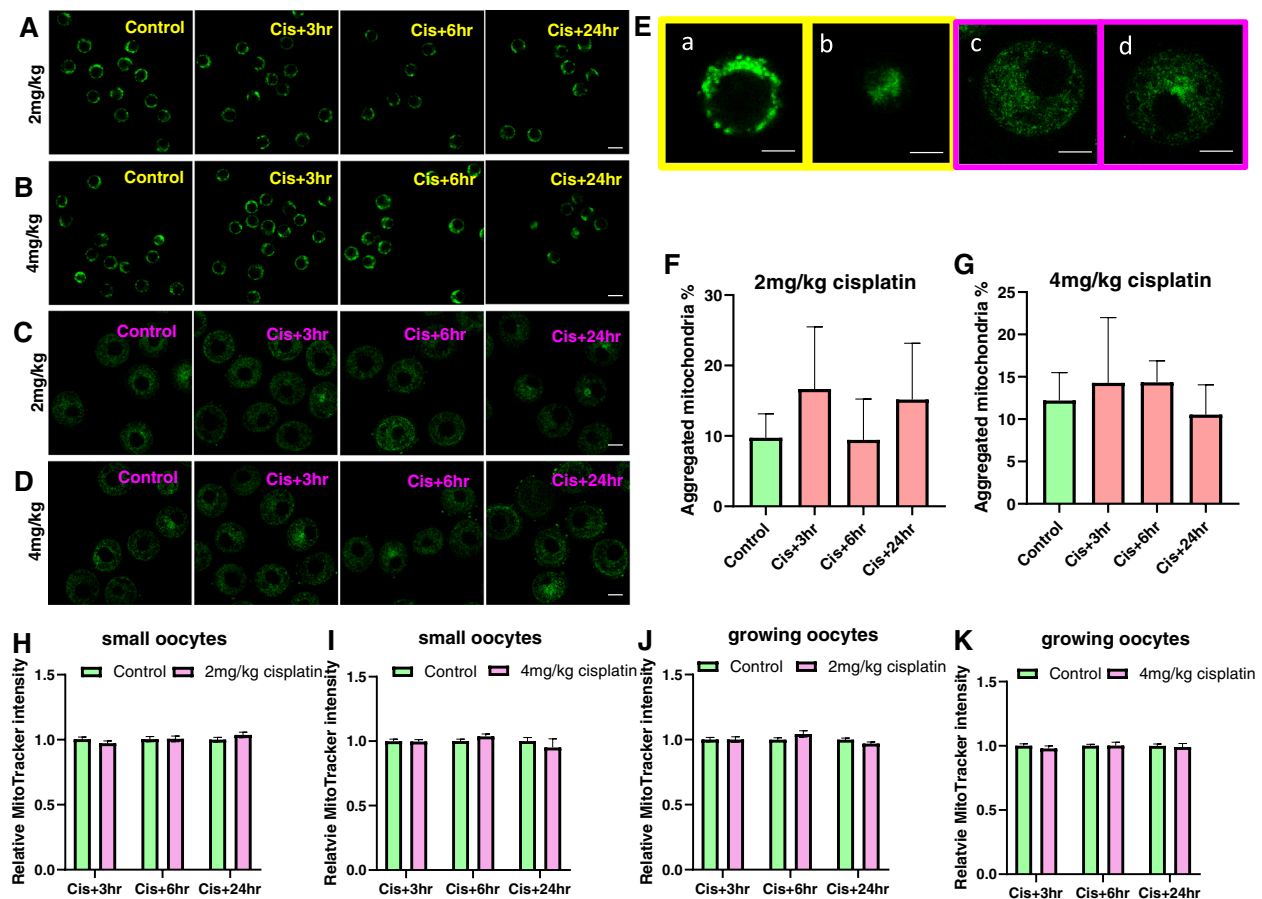 A
2mg/kg
Control
Cis+3hr
Cis+6hr
Cis+24hr
B
4mg/kg
Control
Cis+3hr
Cis+6hr
Cis+24hr
C
2mg/kg
Control
Cis+3hr
Cis+6hr
Cis+24hr
D
4mg/kg
Control
Cis+3hr
Cis+6hr
Cis+24hr
E
a
b
c
d
F
2mg/kg cisplatin
Aggregated mitochondria %
30
20
10
0
Control
Cis+3hr
Cis+6hr
Cis+24hr
G
4mg/kg cisplatin
Aggregated mitochondria %
25
20
15
10
5
0
Control
Cis+3hr
Cis+6hr
Cis+24hr
H
small oocytes
Control
2mg/kg cisplatin
Relative MitoTracker intensity
1.5
1.0
0.5
0.0
Cis+3hr
Cis+6hr
Cis+24hr
I
small oocytes
Control
4mg/kg cisplatin
Relatvie MitoTracker intensity
1.5
1.0
0.5
0.0
Cis+3hr
Cis+6hr
Cis+24hr
J
growing oocytes
Control
2mg/kg cisplatin
Relative MitoTracker intensity
1.5
1.0
0.5
0.0
Cis+3hr
Cis+6hr
Cis+24hr
K
growing oocytes
Control
4mg/kg cisplatin
Relatvie MitoTracker intensity
1.5
1.0
0.5
0.0
Cis+3hr
Cis+6hr
Cis+24hr